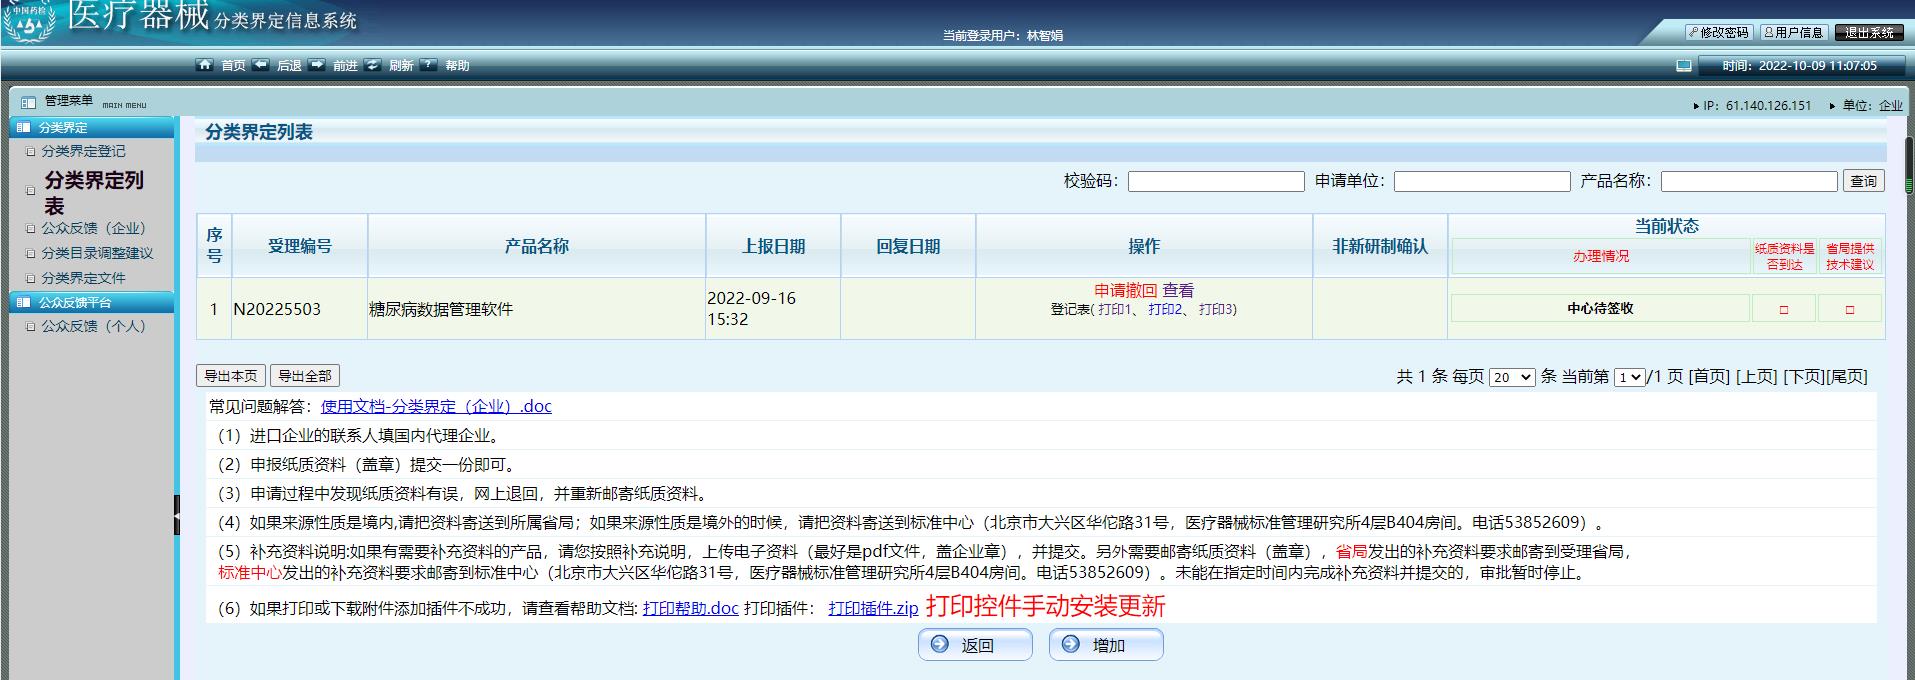 中国药检
医疗器械分类界定信息系统
当前登录用户：林智娟
修改密码 用户信息 退出系统
首页 后退 前进 刷新 ? 帮助
时间：2022-10-09 11:07:05
管理菜单 MAIN MENU
IP：61.140.126.151 单位：企业
分类界定
分类界定登记
分类界定列
表
公众反馈（企业）
分类目录调整建议
分类界定文件
公众反馈平台
公众反馈（个人）
分类界定列表
校验码： 申请单位： 产品名称： 查询
序号 受理编号 产品名称 上报日期 回复日期 操作 非新研制确认 当前状态
办理情况 纸质资料是否到达 省局提供技术建议
1 N20225503 糖尿病数据管理软件 2022-09-16 15:32 申请撤回 查看 中心待签收 □ □
登记表( 打印1、 打印2、 打印3)
导出本页 导出全部
共 1 条 每页 20 条 当前第 1 /1 页 [首页] [上页] [下页][尾页]
常见问题解答：使用文档-分类界定（企业）.doc
（1）进口企业的联系人填国内代理企业。
（2）申报纸质资料（盖章）提交一份即可。
（3）申请过程中发现纸质资料有误，网上退回，并重新邮寄纸质资料。
（4）如果来源性质是境内,请把资料寄送到所属省局；如果来源性质是境外的时候，请把资料寄送到标准中心（北京市大兴区华佗路31号，医疗器械标准管理研究所4层B404房间。电话53852609）。
（5）补充资料说明:如果有需要补充资料的产品，请您按照补充说明，上传电子资料（最好是pdf文件，盖企业章），并提交。另外需要邮寄纸质资料（盖章），省局发出的补充资料要求邮寄到受理省局，
标准中心发出的补充资料要求邮寄到标准中心（北京市大兴区华佗路31号，医疗器械标准管理研究所4层B404房间。电话53852609）。未能在指定时间内完成补充资料并提交的，审批暂时停止。
（6）如果打印或下载附件添加插件不成功，请查看帮助文档: 打印帮助.doc 打印插件： 打印插件.zip 打印控件手动安装更新
返回 增加